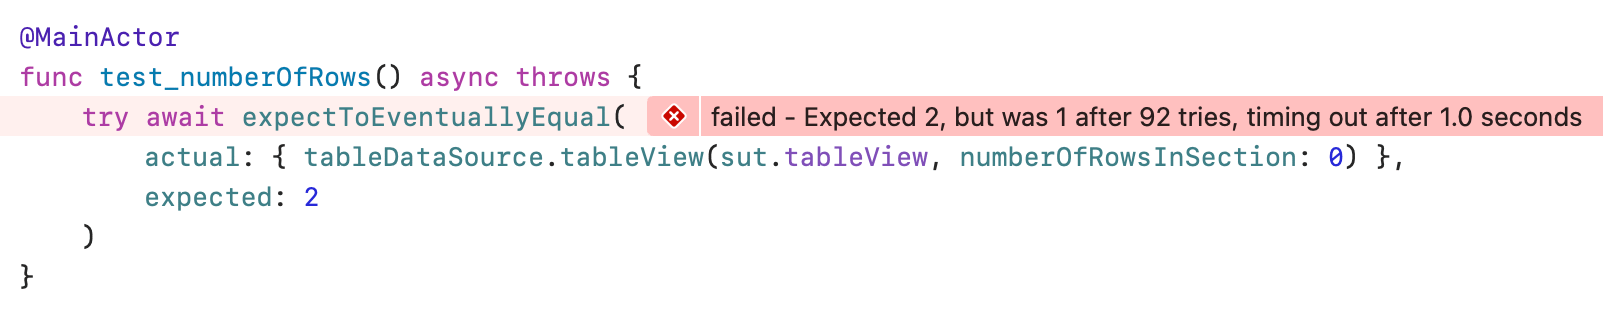 @MainActor
func test_numberOfRows() async throws {
try await expectToEventuallyEqual( failed - Expected 2, but was 1 after 92 tries, timing out after 1.0 seconds
actual: { tableDataSource.tableView(sut.tableView, numberOfRowsInSection: 0) },
expected: 2
)
}